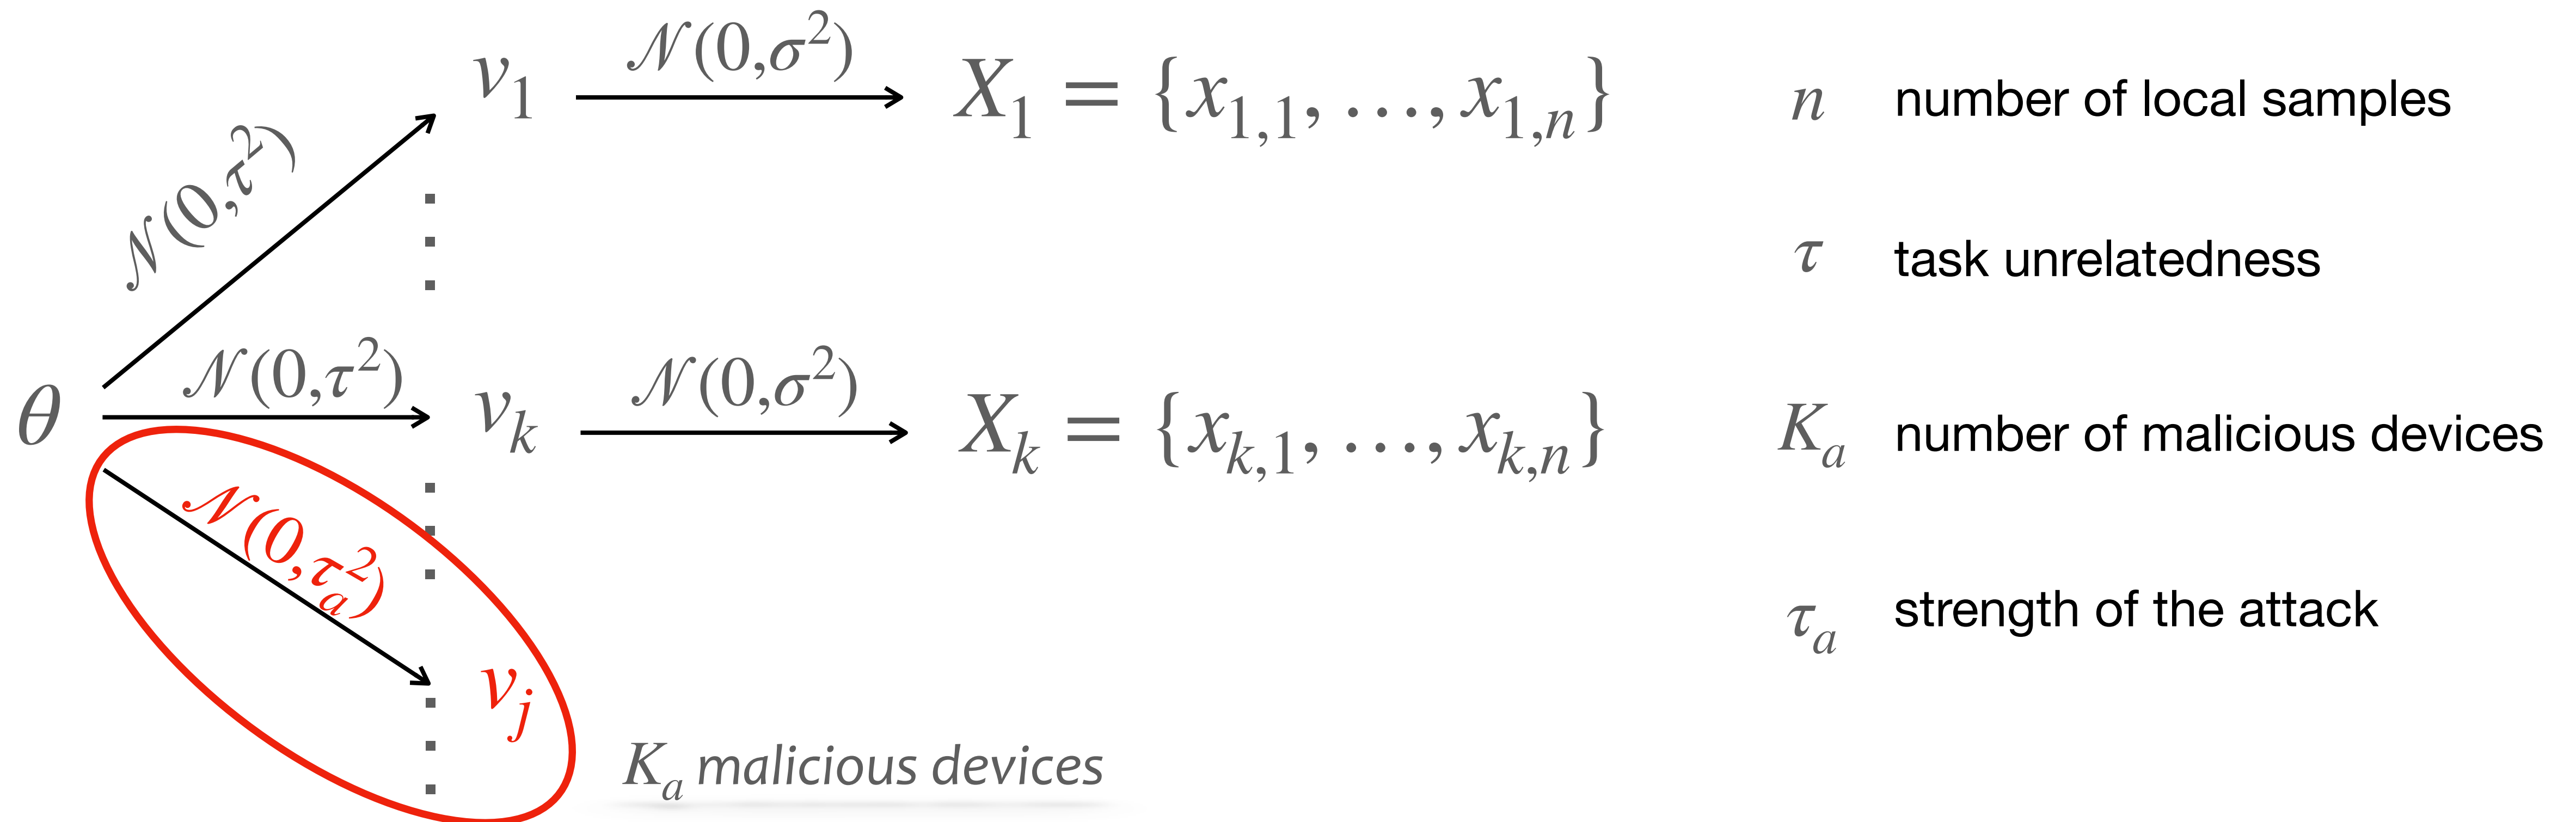 𝒩(0,σ²)
v₁
X₁ = {x₁,₁, …, x₁,ₙ}
n number of local samples
𝒩(0,τ²)
τ task unrelatedness
𝒩(0,τ²)
𝒩(0,σ²)
θ
vₖ
Xₖ = {xₖ,₁, …, xₖ,ₙ}
Kₐ number of malicious devices
𝒩(0,τₐ²)
τₐ strength of the attack
vⱼ
Kₐ malicious devices